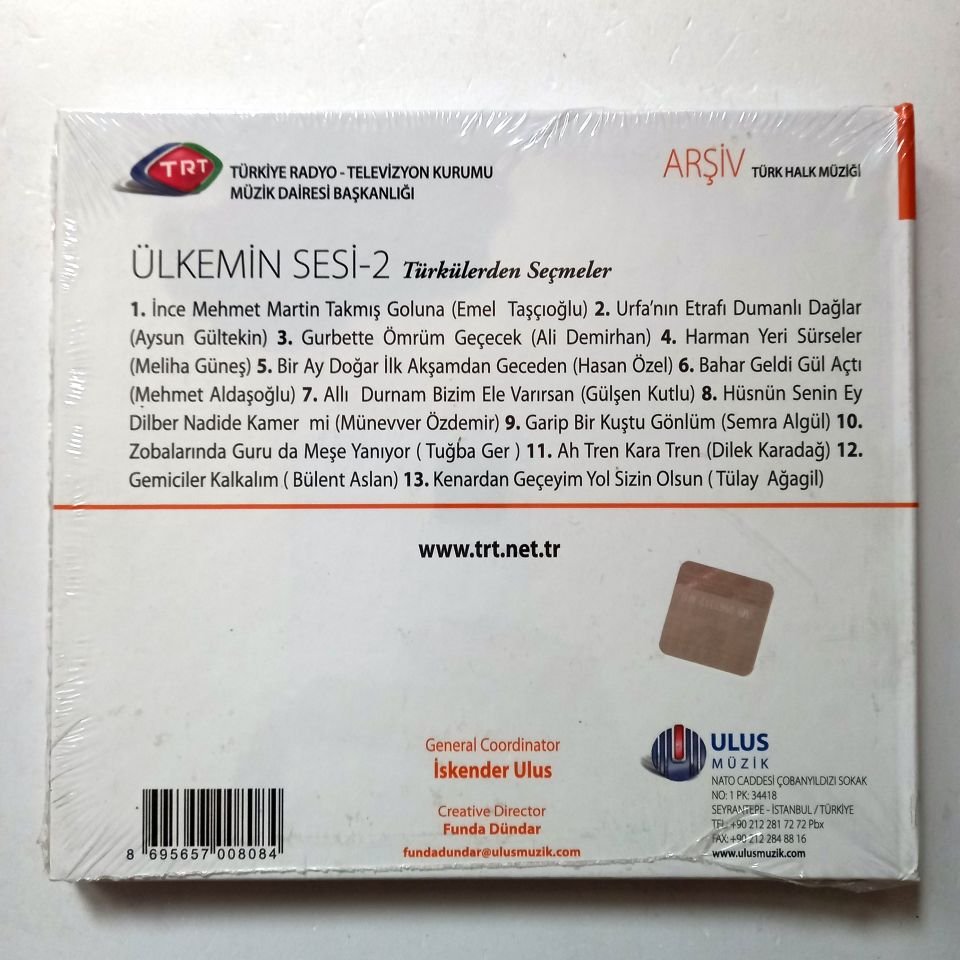 TRT
TÜRKİYE RADYO - TELEVİZYON KURUMU
MÜZİK DAİRESİ BAŞKANLIĞI
ARŞİV TÜRK HALK MÜZİĞİ
ÜLKEMİN SESİ-2 Türkülerden Seçmeler
1. İnce Mehmet Martin Takmış Goluna (Emel Taşçıoğlu) 2. Urfa'nın Etrafı Dumanlı Dağlar
(Aysun Gültekin) 3. Gurbette Ömrüm Geçecek (Ali Demirhan) 4. Harman Yeri Sürseler
(Meliha Güneş) 5. Bir Ay Doğar İlk Akşamdan Geceden (Hasan Özel) 6. Bahar Geldi Gül Açtı
(Mehmet Aldaşoğlu) 7. Allı Durnam Bizim Ele Varırsan (Gülşen Kutlu) 8. Hüsnün Senin Ey
Dilber Nadide Kamer mi (Münevver Özdemir) 9. Garip Bir Kuştu Gönlüm (Semra Algül) 10.
Zobalarında Guru da Meşe Yanıyor ( Tuğba Ger ) 11. Ah Tren Kara Tren (Dilek Karadağ) 12.
Gemiciler Kalkalım ( Bülent Aslan) 13. Kenardan Geçeyim Yol Sizin Olsun ( Tülay Ağagil)
www.trt.net.tr
General Coordinator
İskender Ulus
Creative Director
Funda Dündar
fundadundar@ulusmuzik.com
8 695657 008084
ULUS
MÜZİK
NATO CADDESİ ÇOBANYILDIZI SOKAK
NO: 1 PK: 34418
SEYRANTEPE - İSTANBUL / TÜRKİYE
TEL: +90 212 281 72 72 Pbx
FAX: +90 212 284 88 16
www.ulusmuzik.com